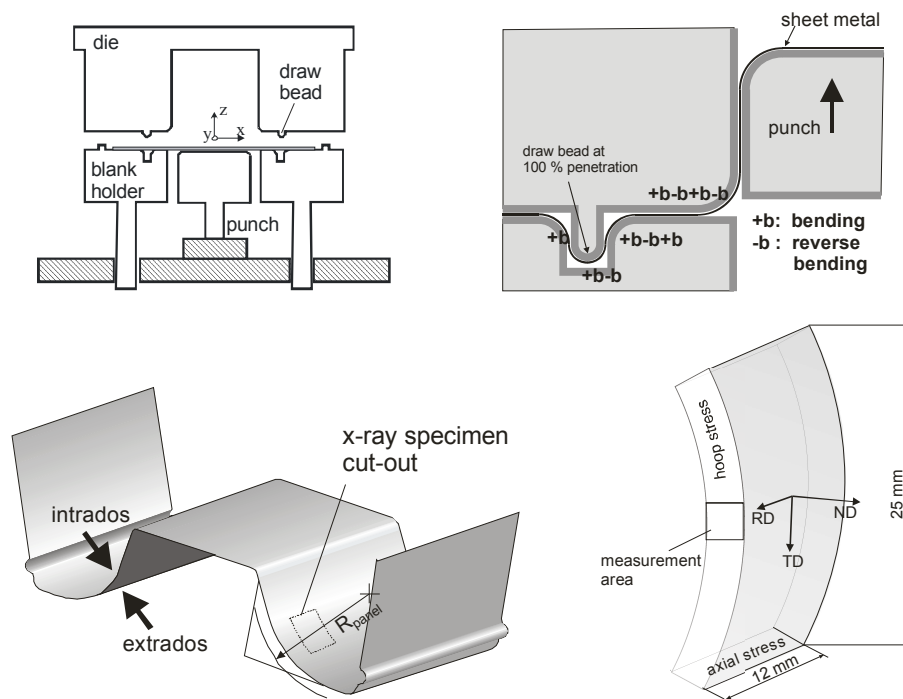 die
draw
bead
z
y
x
blank
holder
punch
sheet metal
punch
draw bead at
100 % penetration
+b-b+b-b
+b
+b-b+b
+b-b
+b: bending
-b : reverse
bending
x-ray specimen
cut-out
intrados
extrados
R panel
hoop stress
measurement
area
RD
ND
TD
25 mm
axial stress
12 mm